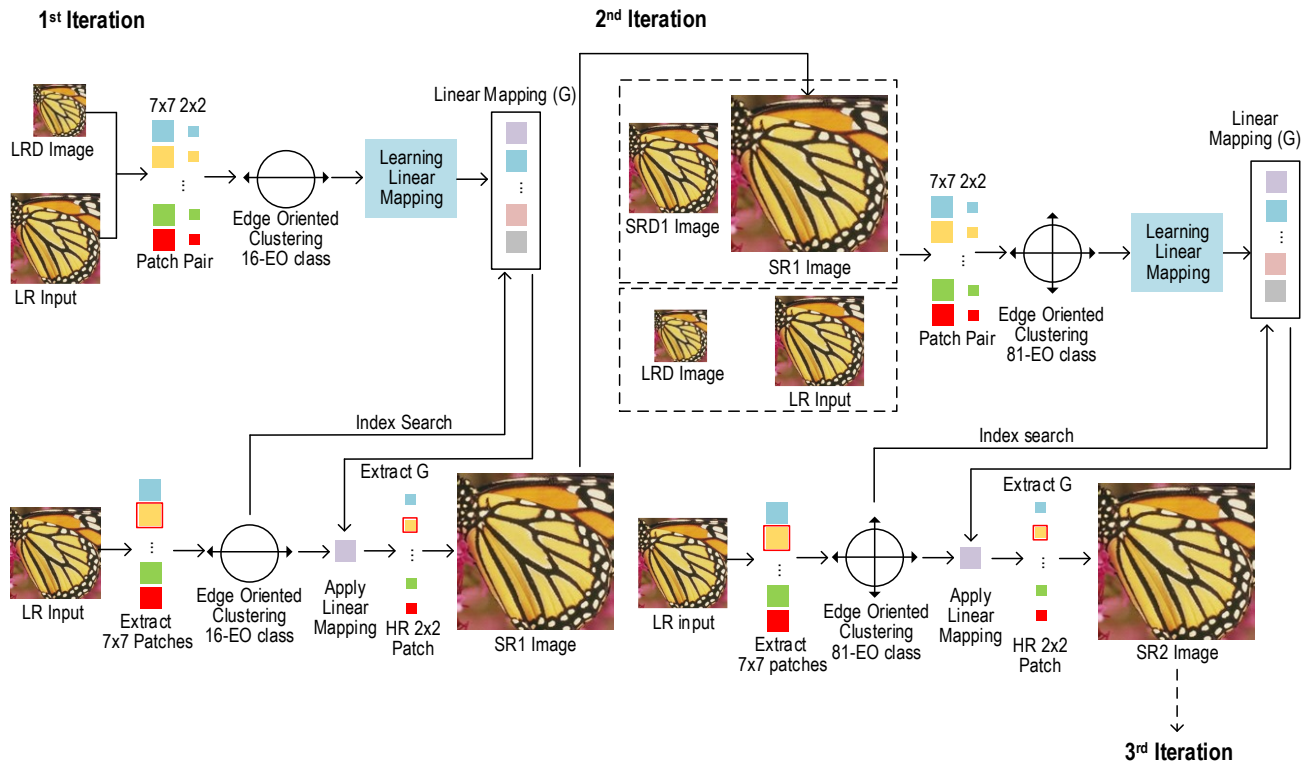 1st Iteration
2nd Iteration
LRD Image
LR Input
7x7 2x2
...
Patch Pair
Edge Oriented
Clustering
16-EO class
Learning
Linear
Mapping
Linear Mapping (G)
...
SRD1 Image
SR1 Image
LRD Image
LR Input
7x7 2x2
...
Patch Pair
Edge Oriented
Clustering
81-EO class
Learning
Linear
Mapping
Linear
Mapping (G)
...
Index Search
Extract G
LR Input
...
Extract
7x7 Patches
Edge Oriented
Clustering
16-EO class
Apply
Linear
Mapping
...
HR 2x2
Patch
SR1 Image
Index search
Extract G
LR input
...
Extract
7x7 patches
Edge Oriented
Clustering
81-EO class
Apply
Linear
Mapping
...
HR 2x2
Patch
SR2 Image
3rd Iteration